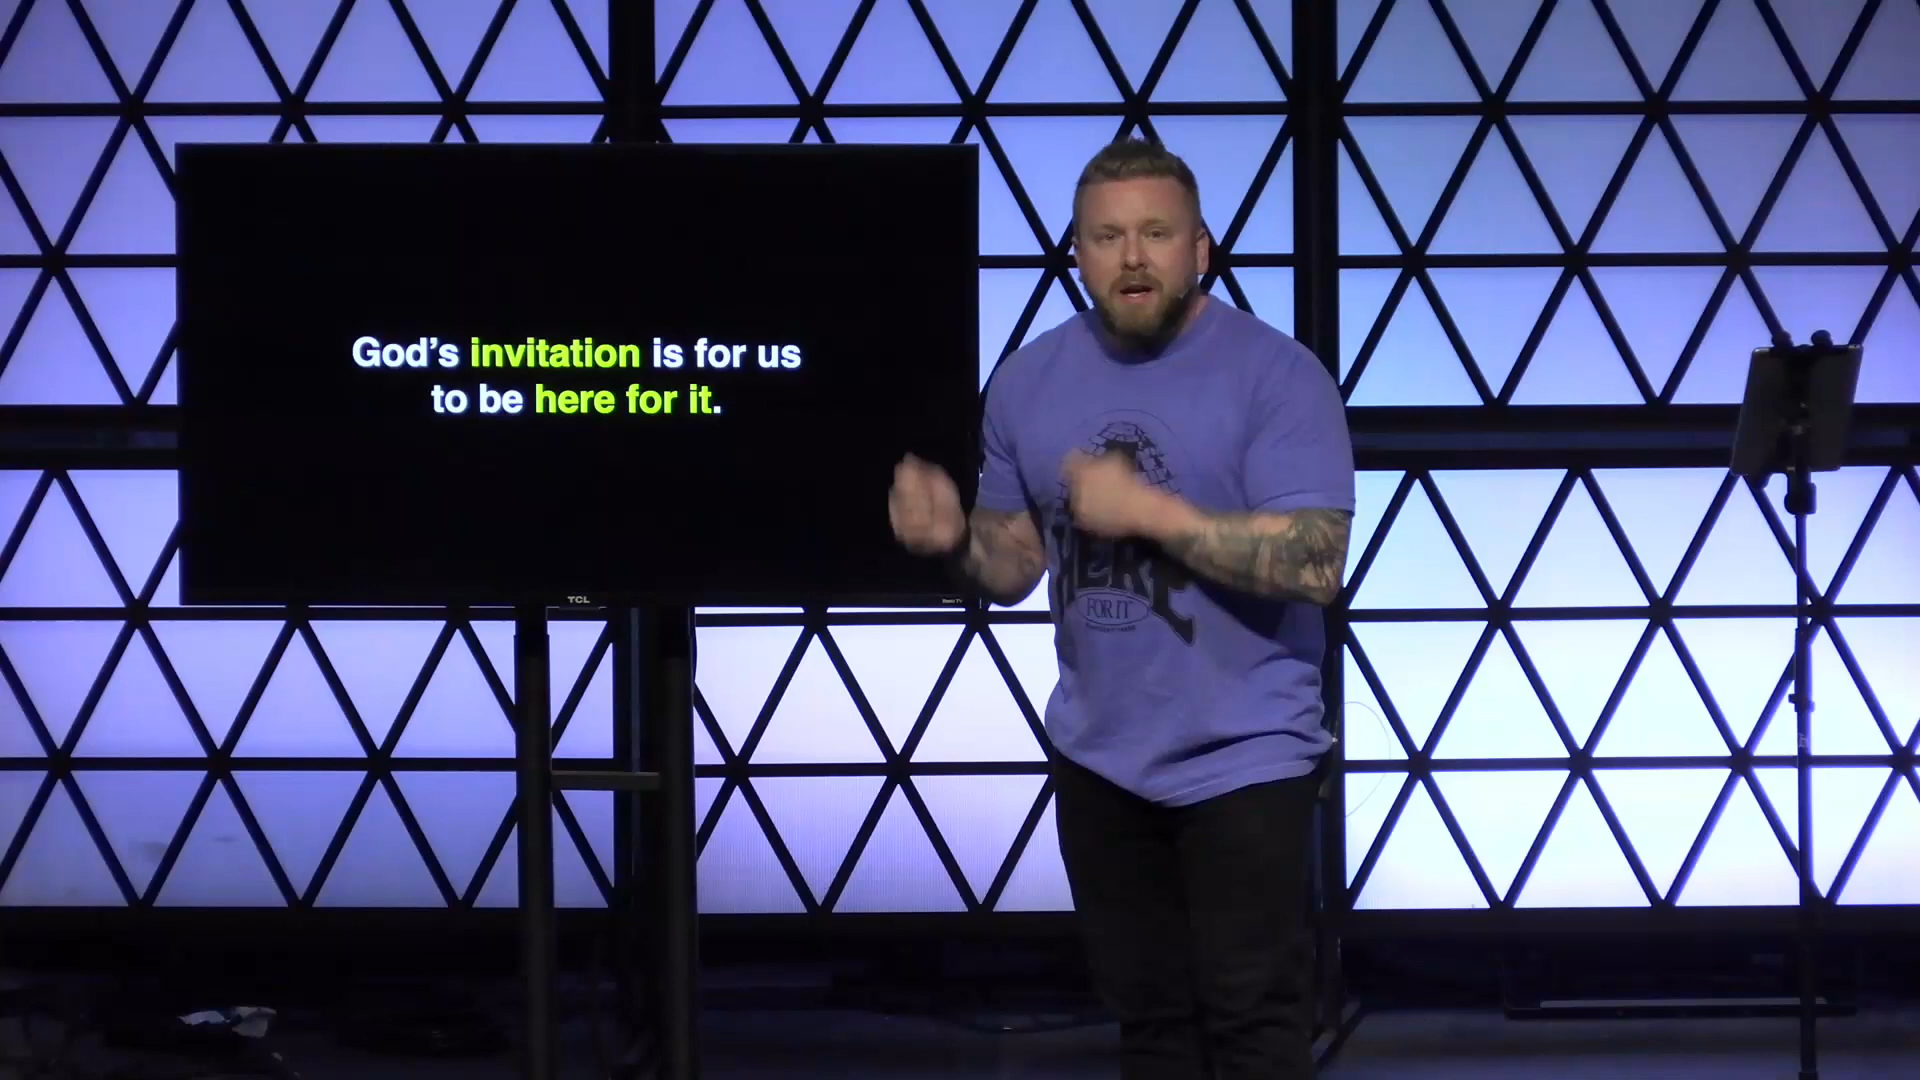 God's invitation is for us
to be here for it.
TCL
HERE
FOR IT